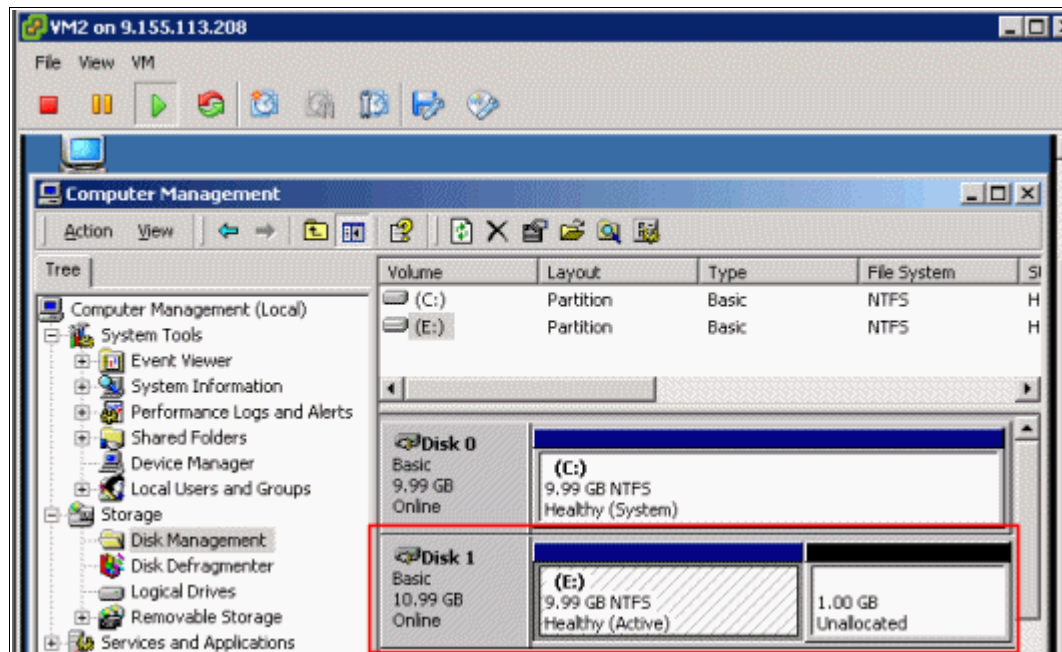 VM2 on 9.155.113.208
File View VM
Computer Management
Action View
Tree
Volume Layout Type File System
(C:) Partition Basic NTFS H
(E:) Partition Basic NTFS H
Computer Management (Local)
System Tools
Event Viewer
System Information
Performance Logs and Alerts
Shared Folders
Device Manager
Local Users and Groups
Storage
Disk Management
Disk Defragmenter
Logical Drives
Removable Storage
Services and Applications
Disk 0
Basic
9.99 GB
Online
(C:)
9.99 GB NTFS
Healthy (System)
Disk 1
Basic
10.99 GB
Online
(E:)
9.99 GB NTFS
Healthy (Active)
1.00 GB
Unallocated